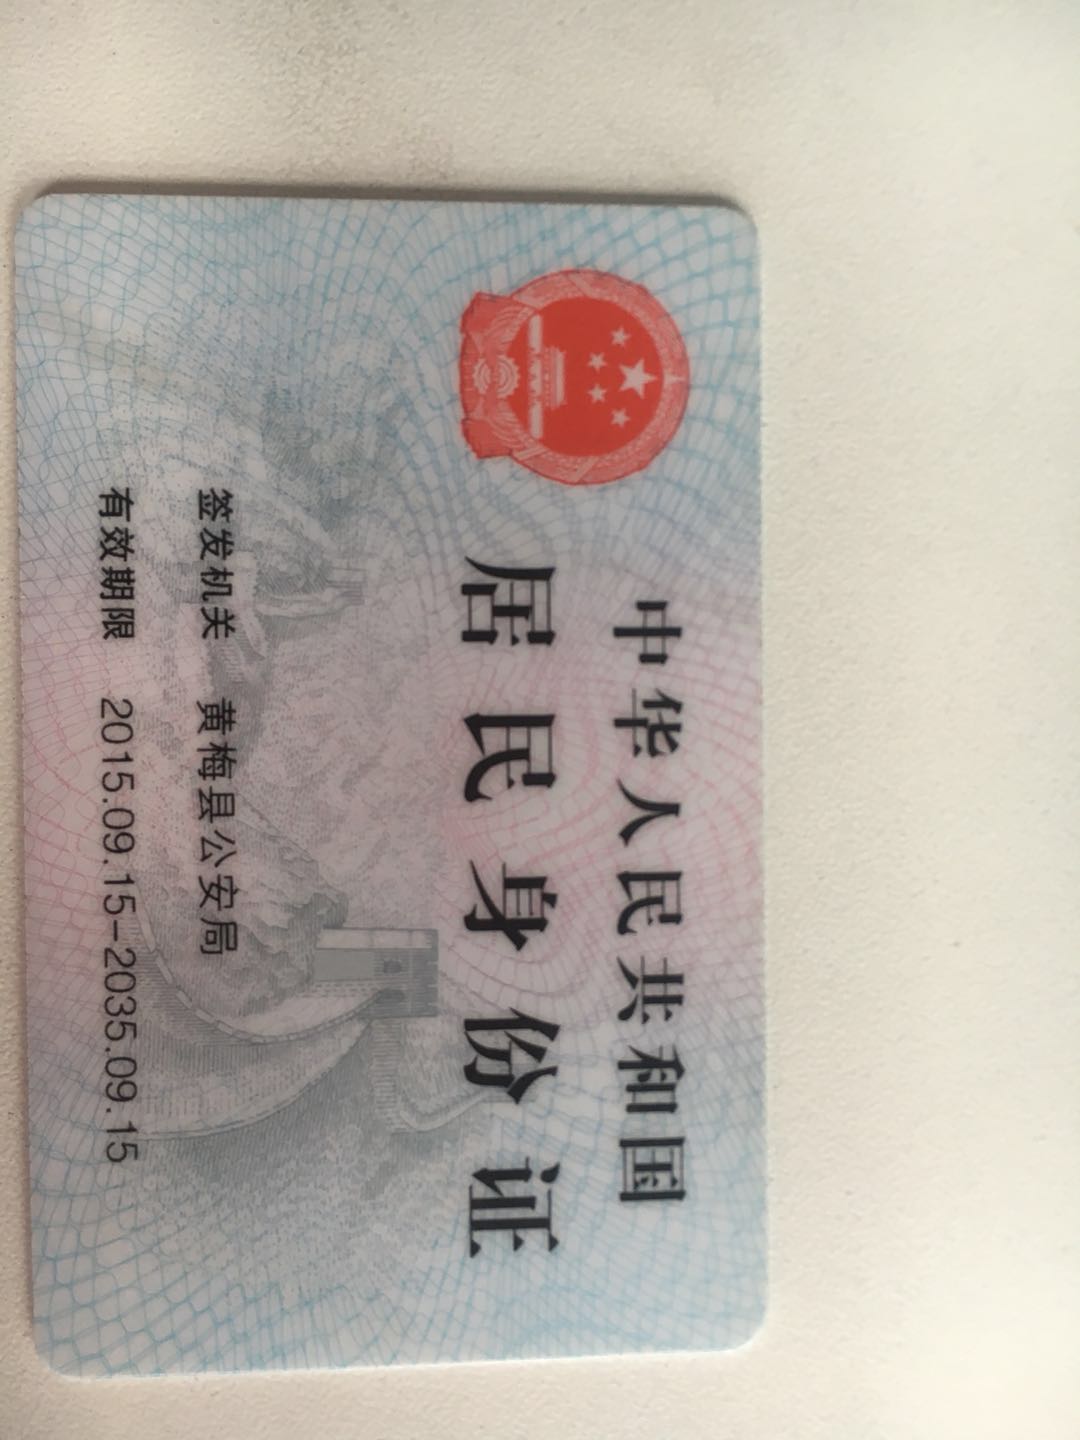 中华人民共和国
居民身份证
签发机关 黄梅县公安局
有效期限 2015.09.15-2035.09.15